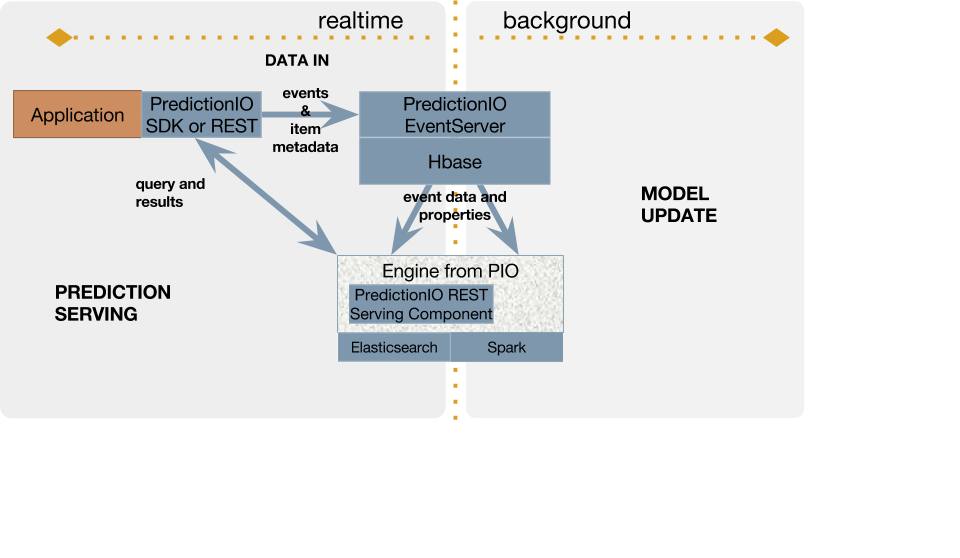 realtime
background
DATA IN
Application
PredictionIO
SDK or REST
events
&
item
metadata
PredictionIO
EventServer
Hbase
query and
results
event data and
properties
MODEL
UPDATE
Engine from PIO
PredictionIO REST
Serving Component
PREDICTION
SERVING
Elasticsearch
Spark